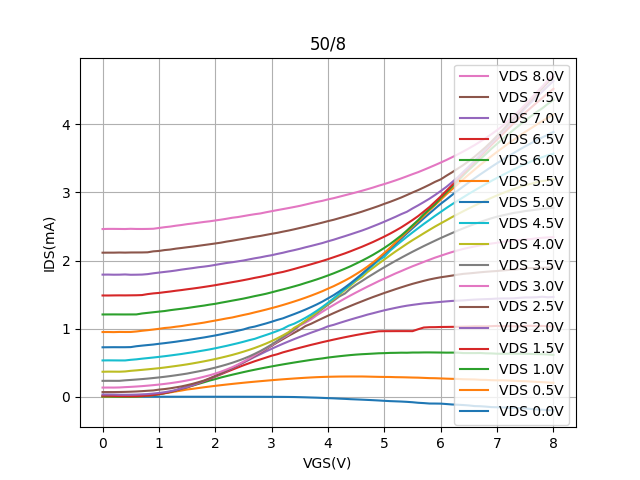 50/8
IDS(mA)
4
3
2
1
0
0 1 2 3 4 5 6 7 8
VGS(V)
VDS 8.0V
VDS 7.5V
VDS 7.0V
VDS 6.5V
VDS 6.0V
VDS 5.5V
VDS 5.0V
VDS 4.5V
VDS 4.0V
VDS 3.5V
VDS 3.0V
VDS 2.5V
VDS 2.0V
VDS 1.5V
VDS 1.0V
VDS 0.5V
VDS 0.0V